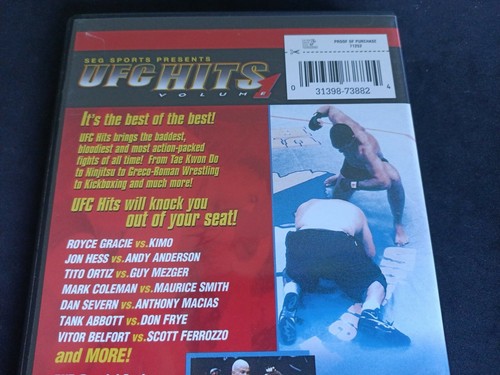 SEG SPORTS PRESENTS
UFC HITS
VOLUME 1
PROOF OF PURCHASE
It's the best of the best!
UFC Hits brings the baddest,
bloodiest and most action-packed
fights of all time! From Tae Kwon Do
to Ninjitsu to Greco-Roman Wrestling
to Kickboxing and much more!
UFC Hits will knock you
out of your seat!
ROYCE GRACIE vs. KIMO
JON HESS vs. ANDY ANDERSON
TITO ORTIZ vs. GUY MEZGER
MARK COLEMAN vs. MAURICE SMITH
DAN SEVERN vs. ANTHONY MACIAS
TANK ABBOTT vs. DON FRYE
VITOR BELFORT vs. SCOTT FERROZZO
and MORE!
0 31398-73882 4